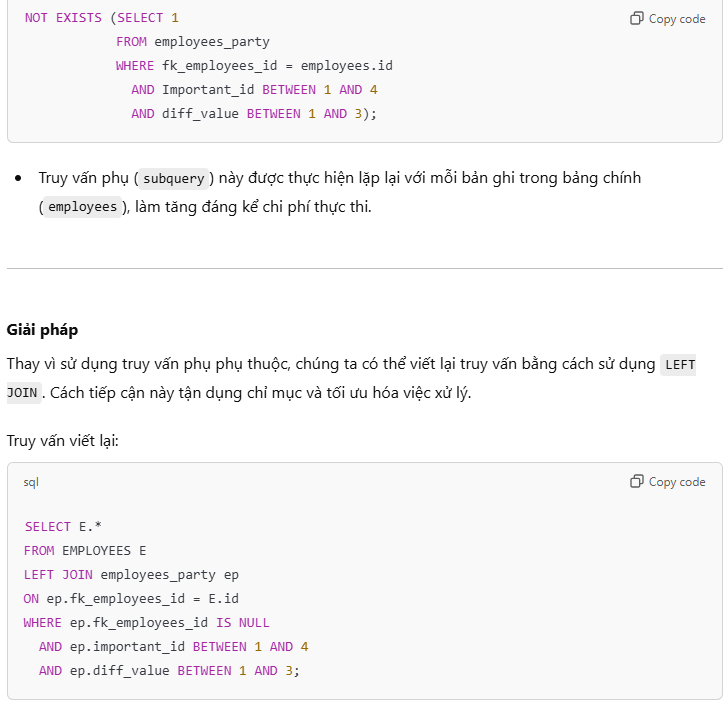 NOT EXISTS (SELECT 1
Copy code
FROM employees_party
WHERE fk_employees_id = employees.id
AND Important_id BETWEEN 1 AND 4
AND diff_value BETWEEN 1 AND 3);
• Truy vấn phụ (subquery) này được thực hiện lặp lại với mỗi bản ghi trong bảng chính
(employees), làm tăng đáng kể chi phí thực thi.
Giải pháp
Thay vì sử dụng truy vấn phụ phụ thuộc, chúng ta có thể viết lại truy vấn bằng cách sử dụng LEFT
JOIN. Cách tiếp cận này tận dụng chỉ mục và tối ưu hóa việc xử lý.
Truy vấn viết lại:
sql
Copy code
SELECT E.*
FROM EMPLOYEES E
LEFT JOIN employees_party ep
ON ep.fk_employees_id = E.id
WHERE ep.fk_employees_id IS NULL
AND ep.important_id BETWEEN 1 AND 4
AND ep.diff_value BETWEEN 1 AND 3;